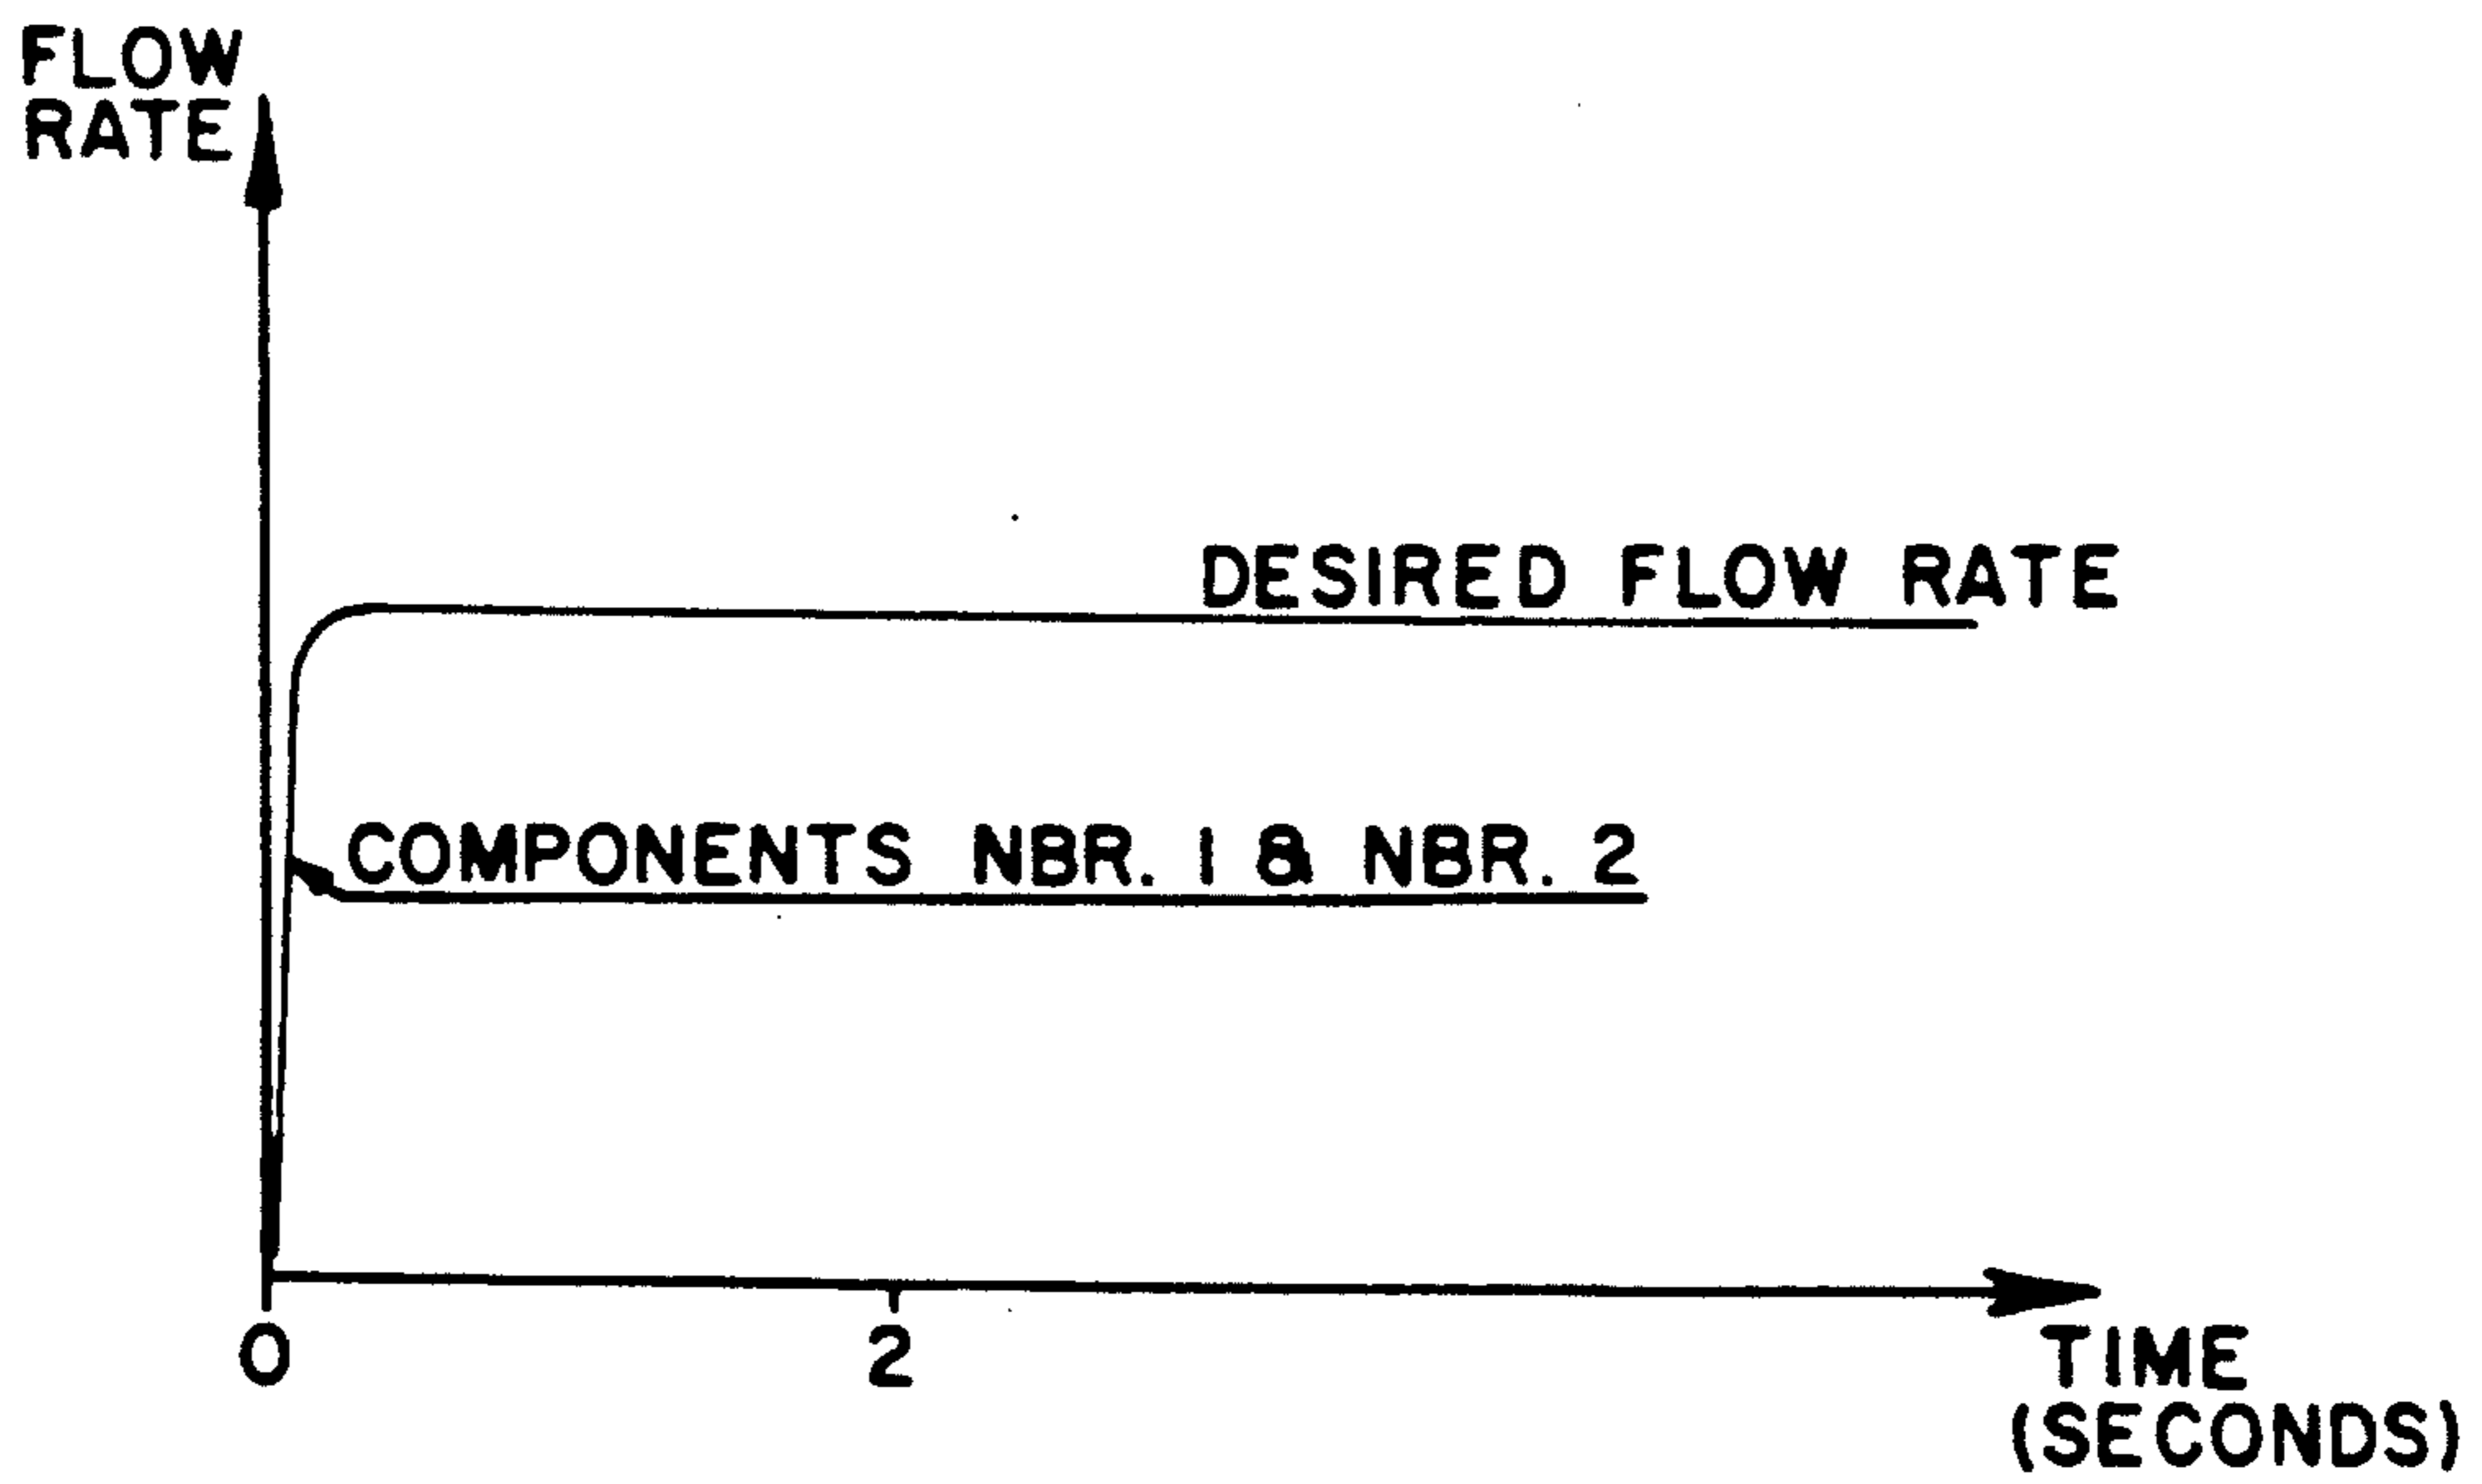 FLOW
RATE
DESIRED FLOW RATE
COMPONENTS NBR. 1 & NBR. 2
0
2
TIME
(SECONDS)